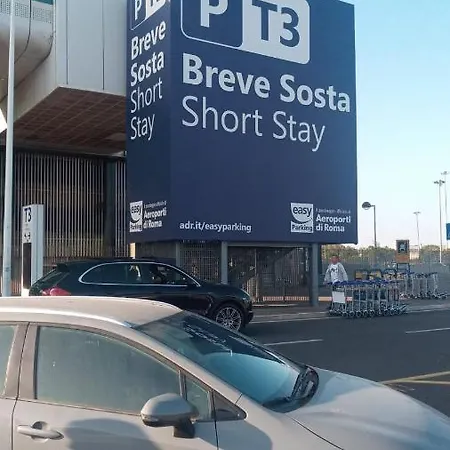 P T3
Breve Sosta
Short Stay
adr.it/easyparking
easy
Parking
Aeroporti
di Roma
P
Breve
Sosta
Short
Stay
easy
Parking
Aeroporti
di Roma
T3